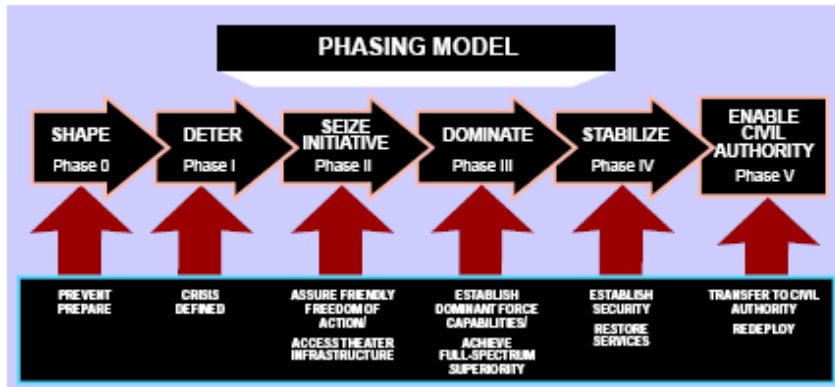 PHASING MODEL
SHAPE
Phase 0
DETER
Phase I
SEIZE
INITIATIVE
Phase II
DOMINATE
Phase III
STABILIZE
Phase IV
ENABLE
CIVIL
AUTHORITY
Phase V
PREVENT
PREPARE
CRISIS
DEFINED
ASSURE FRIENDLY
FREEDOM OF
ACTION/
ACCESS THEATER
INFRASTRUCTURE
ESTABLISH
DOMINANT FORCE
CAPABILITIES/
ACHIEVE
FULL-SPECTRUM
SUPERIORITY
ESTABLISH
SECURITY
RESTORE
SERVICES
TRANSFER TO CIVIL
AUTHORITY
REDEPLOY